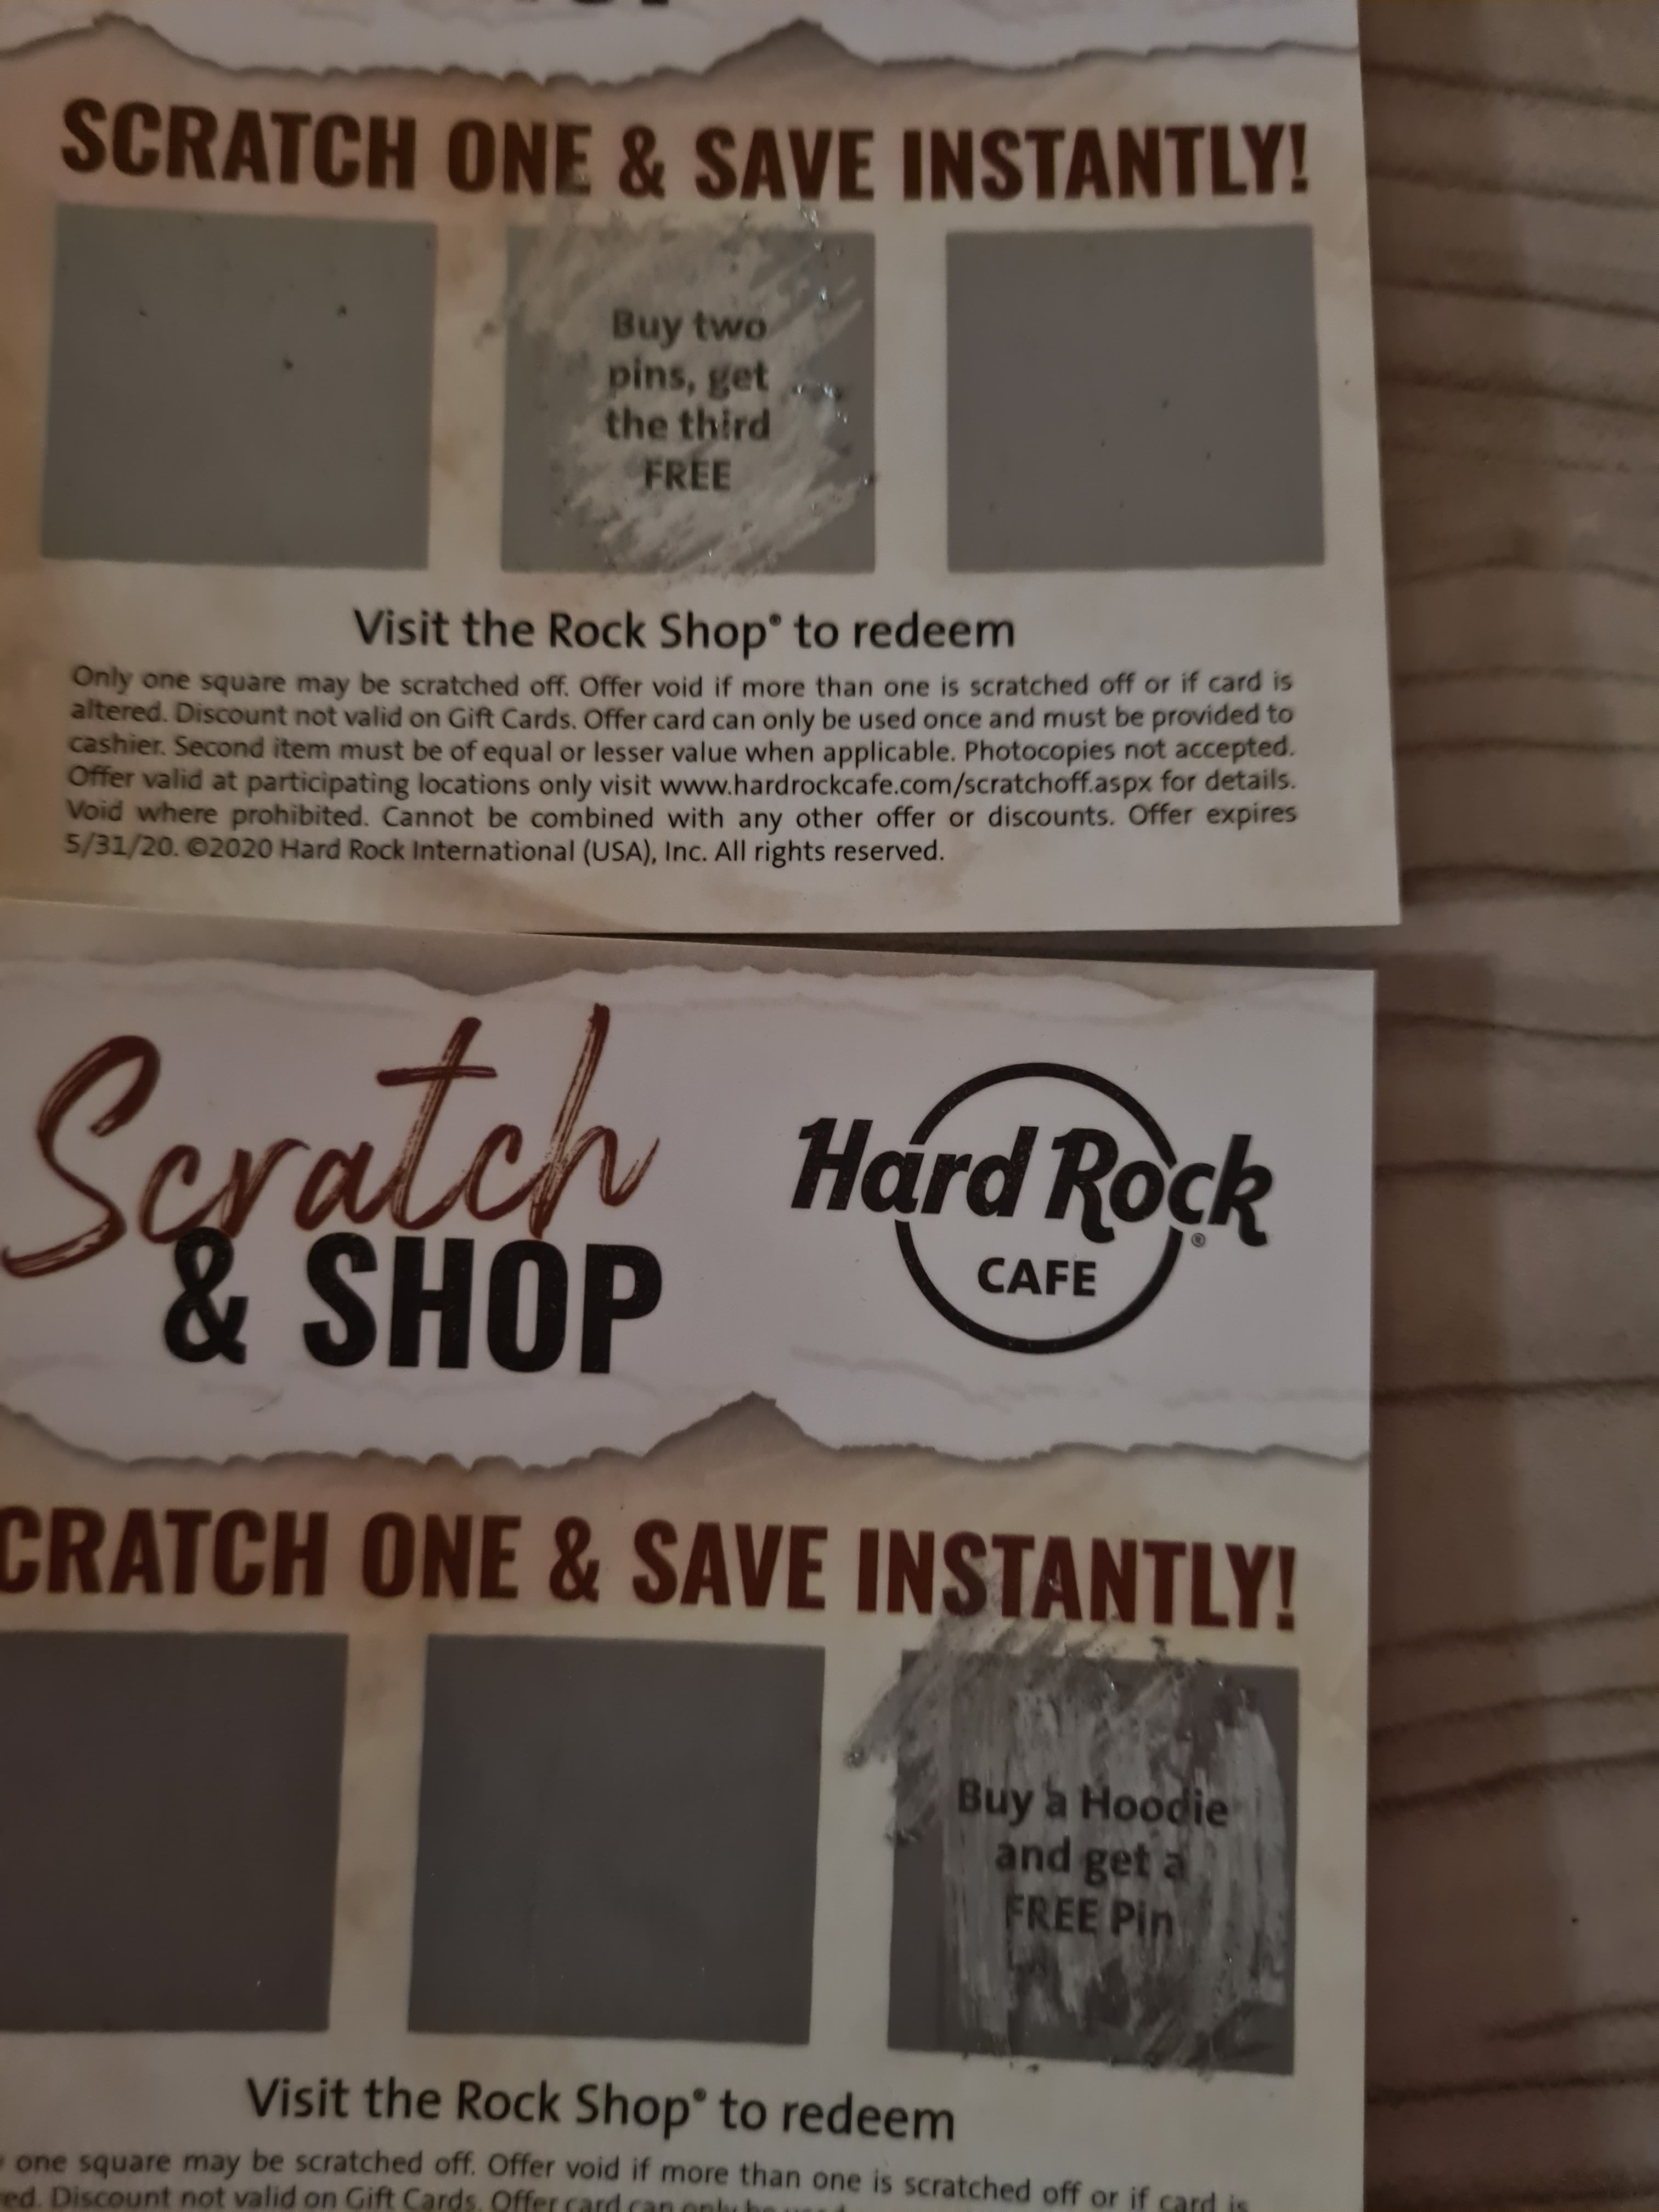 SCRATCH ONE & SAVE INSTANTLY!
Buy two
pins, get
the third
FREE
Visit the Rock Shop® to redeem
Only one square may be scratched off. Offer void if more than one is scratched off or if card is
altered. Discount not valid on Gift Cards. Offer card can only be used once and must be provided to
cashier. Second item must be of equal or lesser value when applicable. Photocopies not accepted.
Offer valid at participating locations only visit www.hardrockcafe.com/scratchoff.aspx for details.
Void where prohibited. Cannot be combined with any other offer or discounts. Offer expires
5/31/20. ©2020 Hard Rock International (USA), Inc. All rights reserved.
Scratch
& SHOP
Hard Rock®
CAFE
CRATCH ONE & SAVE INSTANTLY!
Buy a Hoodie
and get a
FREE Pin
Visit the Rock Shop® to redeem
one square may be scratched off. Offer void if more than one is scratched off or if card is
ed. Discount not valid on Gift Cards. Offer card can only be